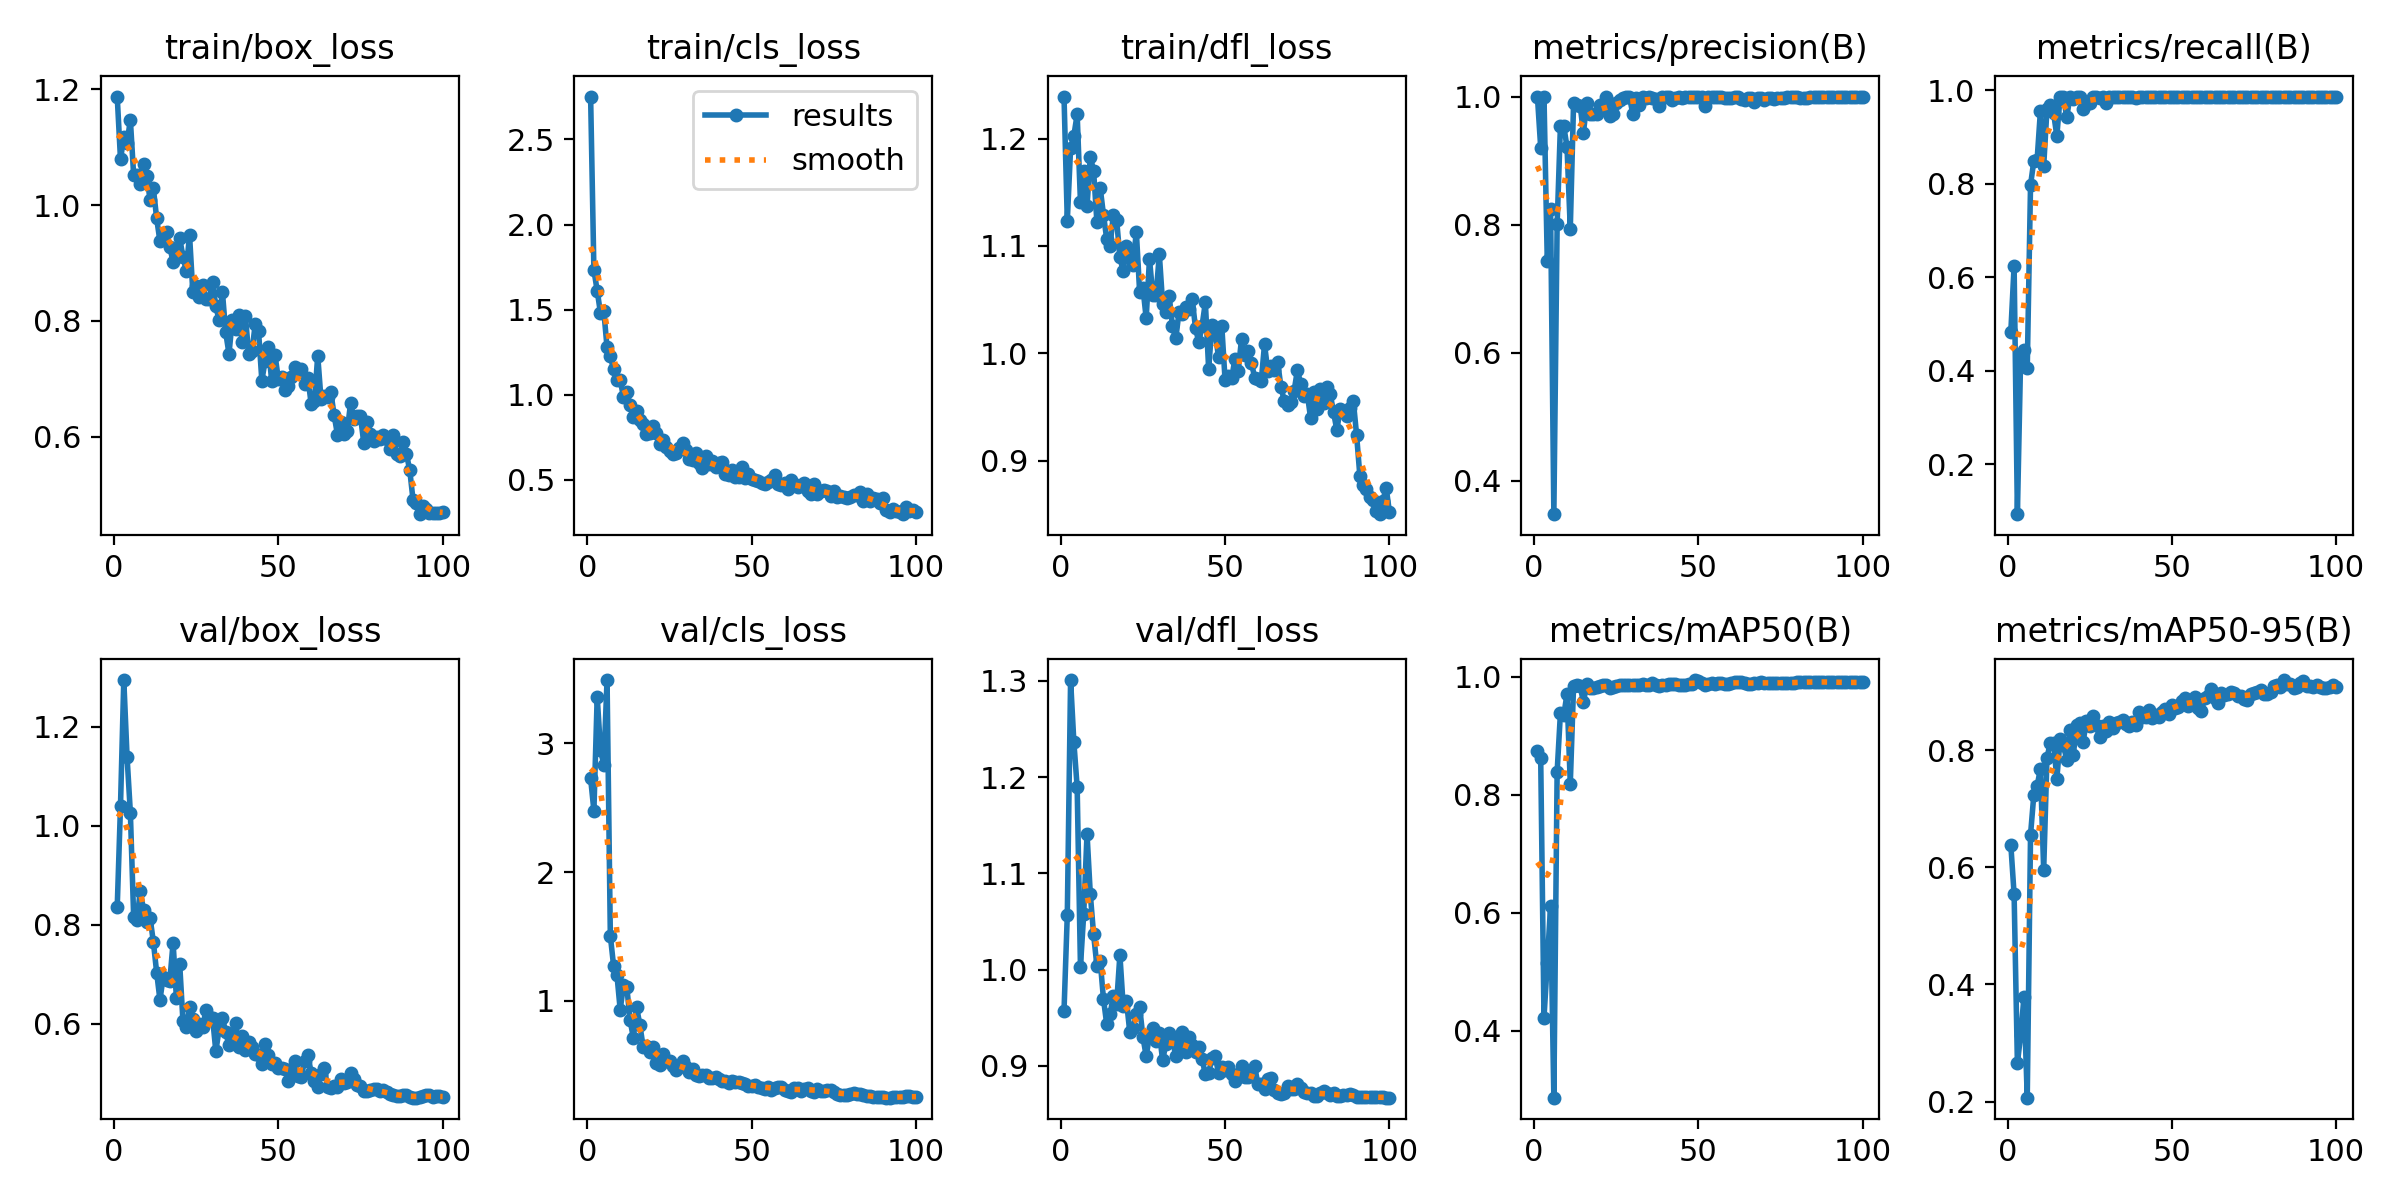 train/box_loss
1.2
1.0
0.8
0.6
0 50 100
train/cls_loss
results
smooth
2.5
2.0
1.5
1.0
0.5
0 50 100
train/dfl_loss
1.2
1.1
1.0
0.9
0 50 100
metrics/precision(B)
1.0
0.8
0.6
0.4
0 50 100
metrics/recall(B)
1.0
0.8
0.6
0.4
0.2
0 50 100
val/box_loss
1.2
1.0
0.8
0.6
0 50 100
val/cls_loss
3
2
1
0 50 100
val/dfl_loss
1.3
1.2
1.1
1.0
0.9
0 50 100
metrics/mAP50(B)
1.0
0.8
0.6
0.4
0 50 100
metrics/mAP50-95(B)
0.8
0.6
0.4
0.2
0 50 100